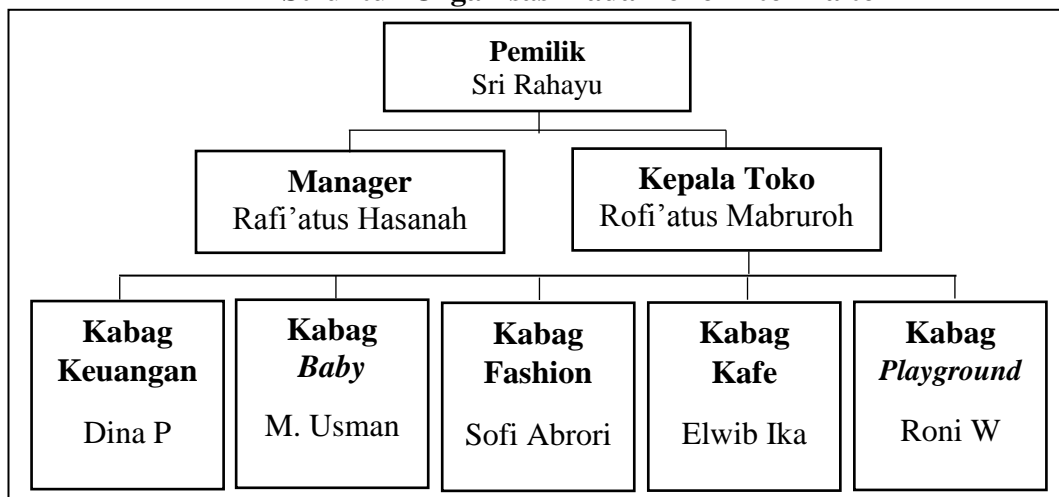 Pemilik
Sri Rahayu
Manager
Rafi'atus Hasanah
Kepala Toko
Rofi'atus Mabruroh
Kabag
Keuangan
Dina P
Kabag
Baby
M. Usman
Kabag
Fashion
Sofi Abrori
Kabag
Kafe
Elwib Ika
Kabag
Playground
Roni W